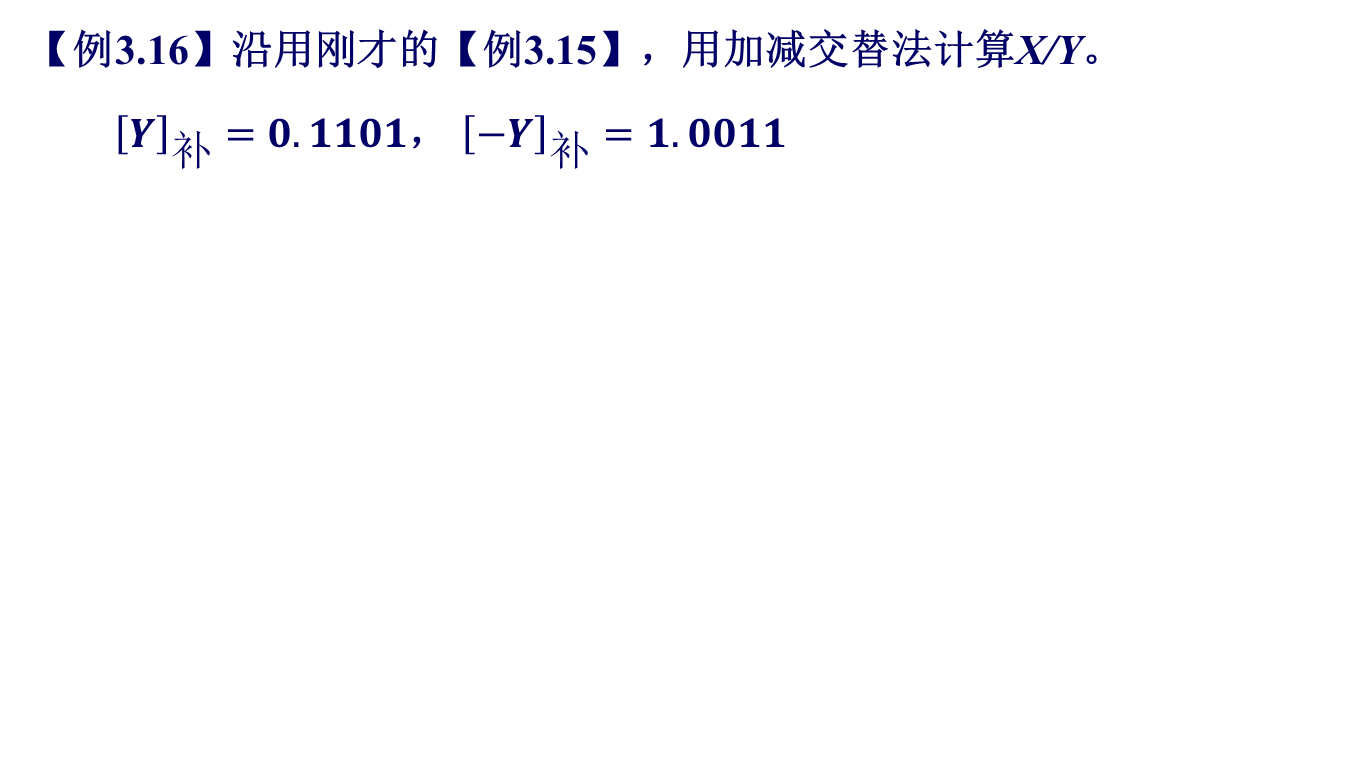 【例3.16】沿用刚才的【例3.15】，用加减交替法计算X/Y。
[Y]补 = 0.1101， [−Y]补 = 1.0011